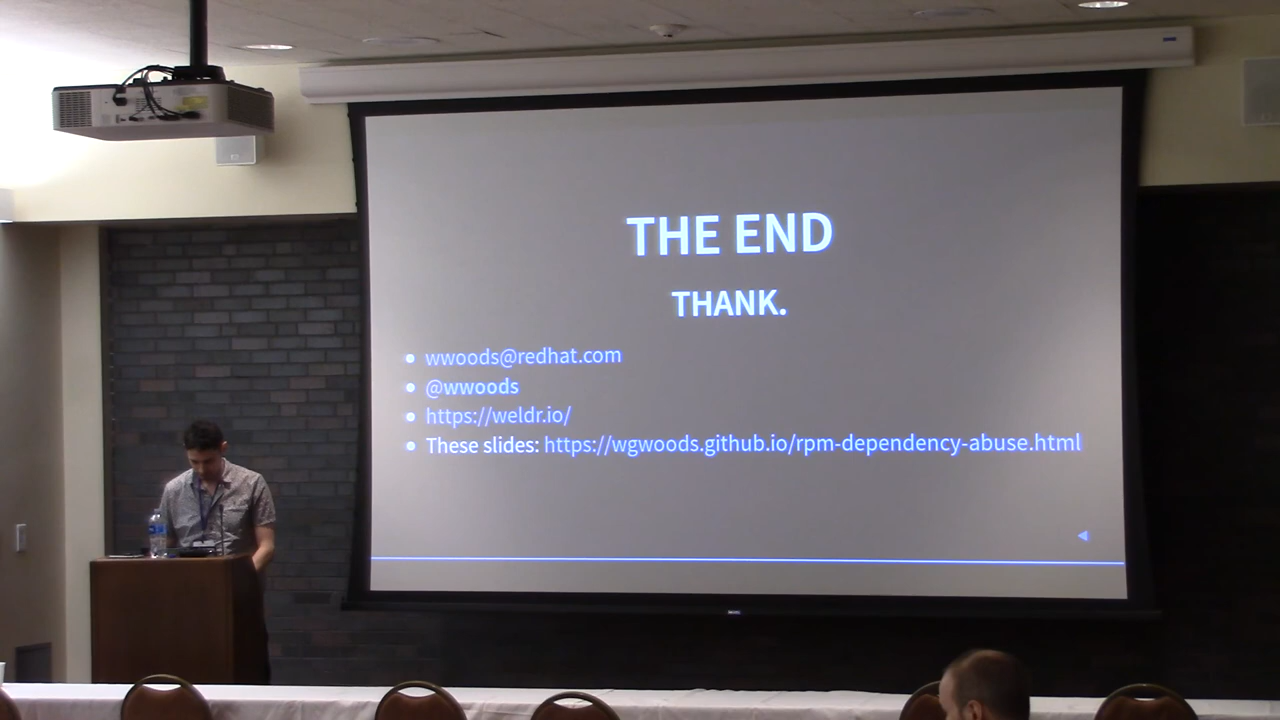 THE END
THANK.
wwoods@redhat.com
@wwoods
https://weldr.io/
These slides: https://wgwoods.github.io/rpm-dependency-abuse.html